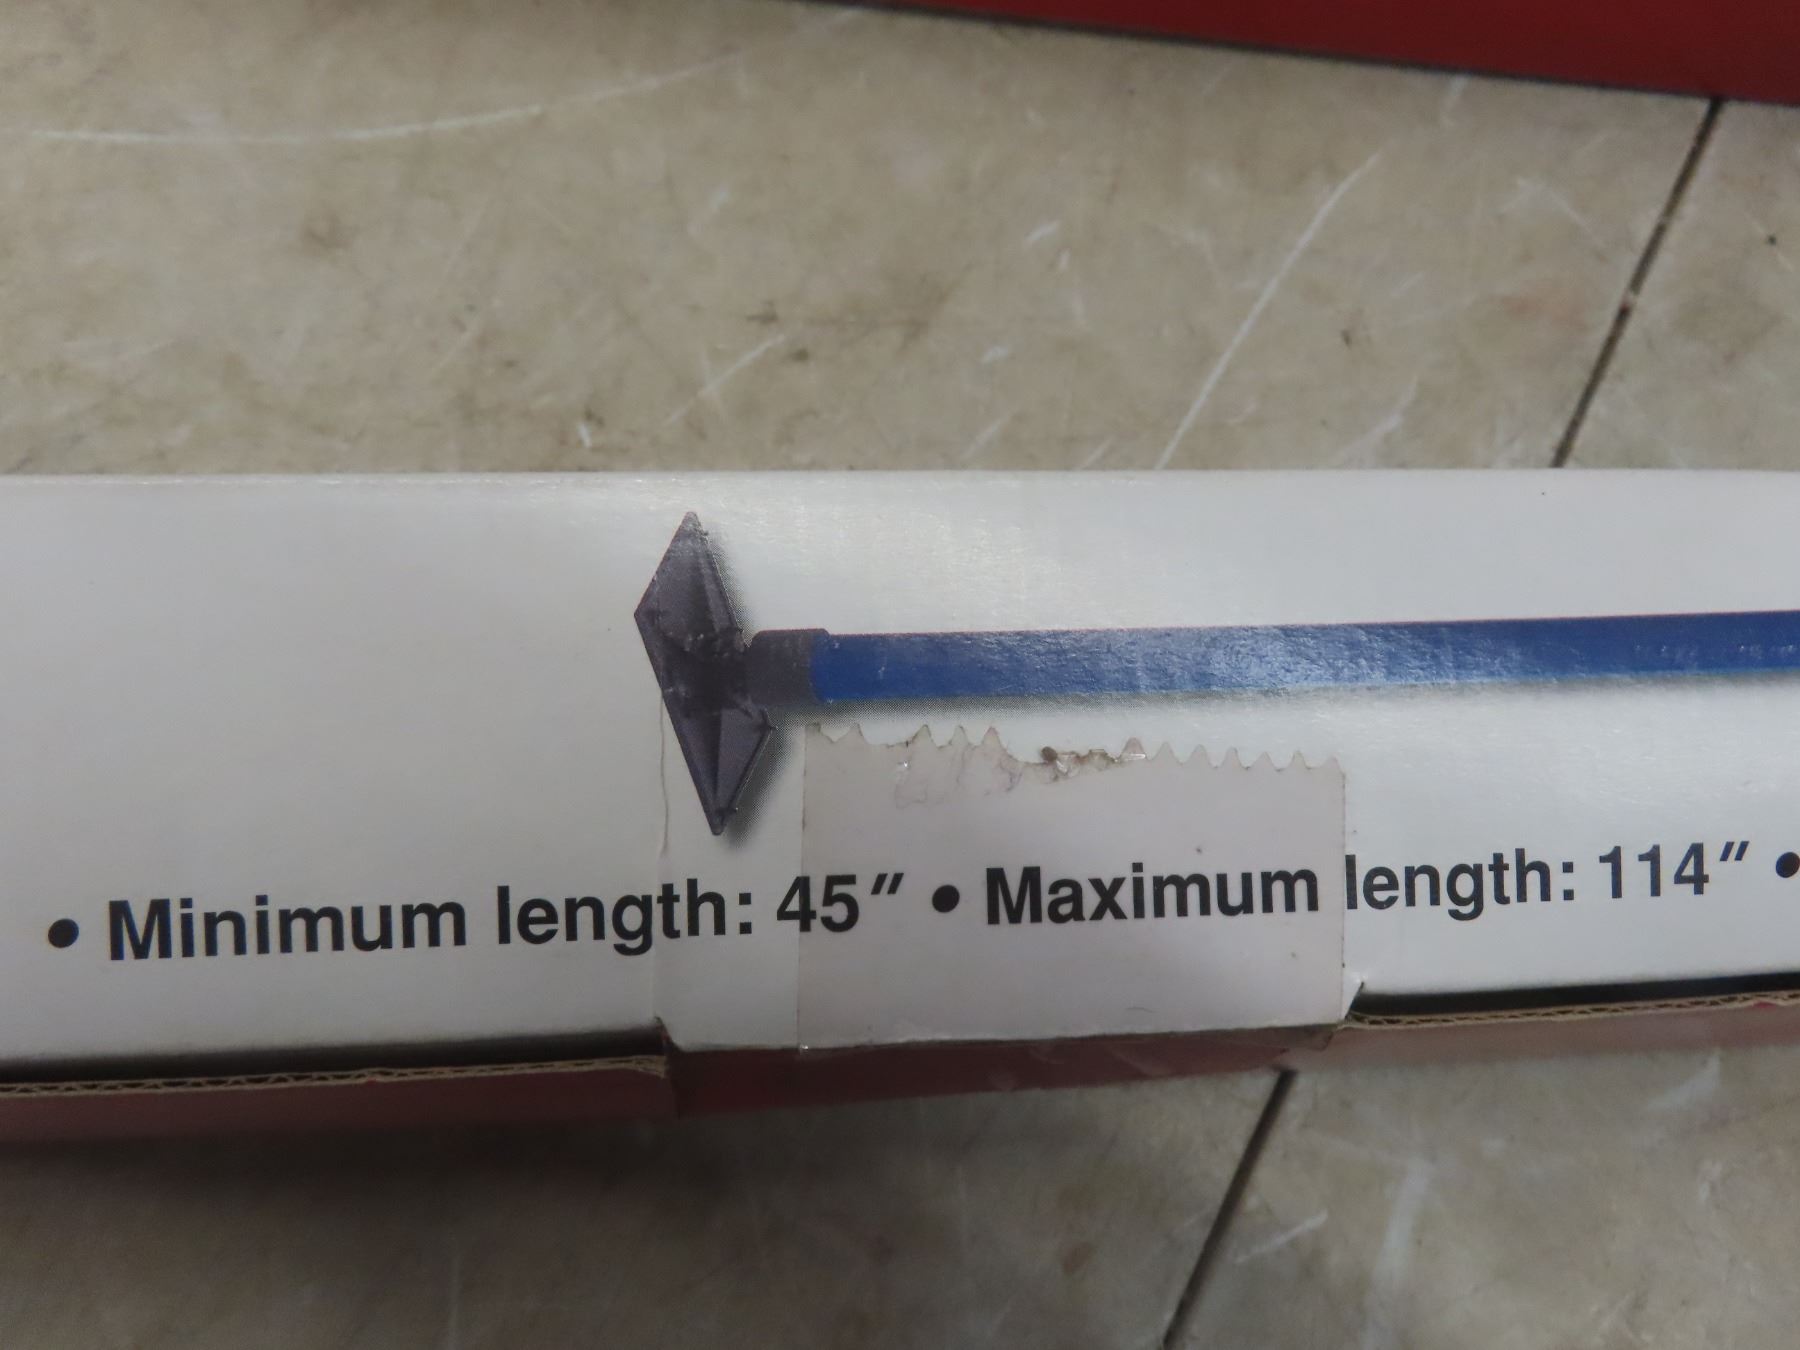 • Minimum length: 45″ • Maximum length: 114″ •